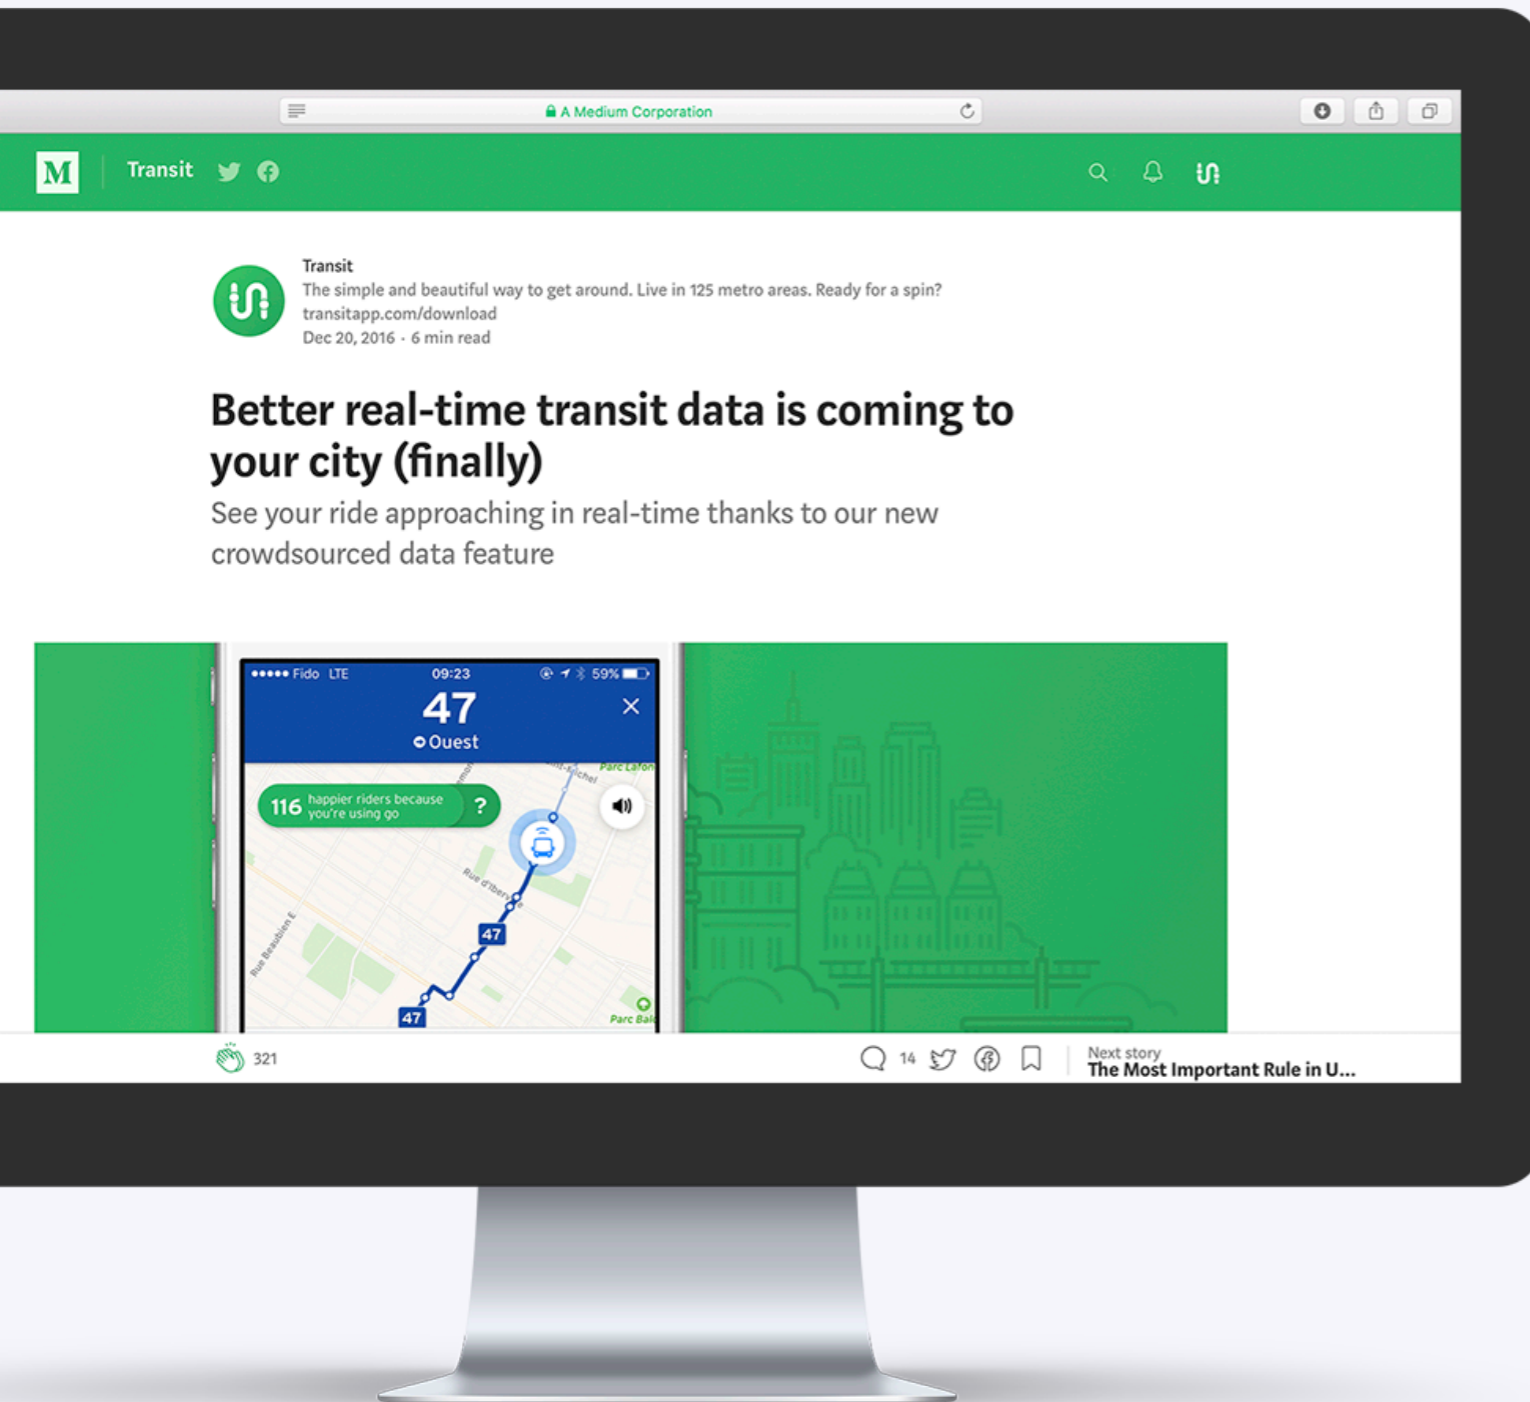 A Medium Corporation
M
Transit
Transit
The simple and beautiful way to get around. Live in 125 metro areas. Ready for a spin?
transitapp.com/download
Dec 20, 2016 · 6 min read
Better real-time transit data is coming to
your city (finally)
See your ride approaching in real-time thanks to our new
crowdsourced data feature
Fido LTE 09:23 59%
47
Ouest
Parc Lafon
116 happier riders because
you're using go ?
Rue d'Iberville
47
Rue Beaubien E
47
Parc Bal
321
14
Next story
The Most Important Rule in U...